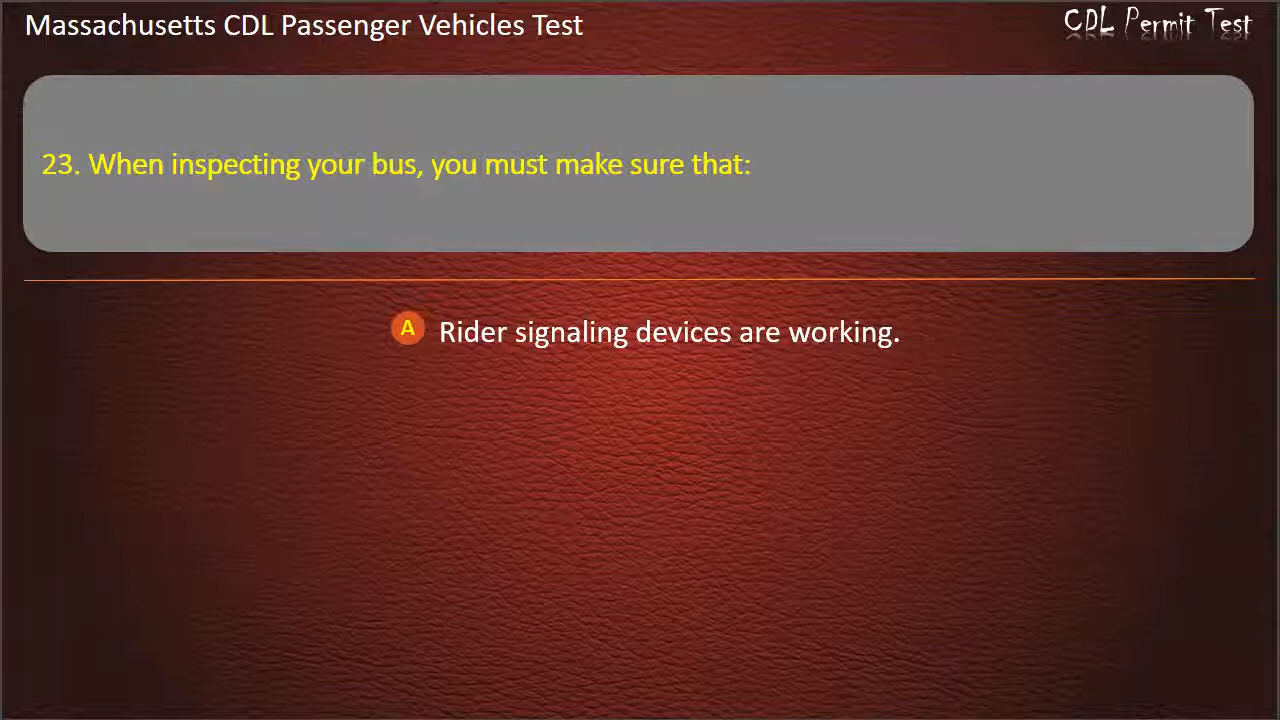 Massachusetts CDL Passenger Vehicles Test
CDL Permit Test
23. When inspecting your bus, you must make sure that:
A Rider signaling devices are working.